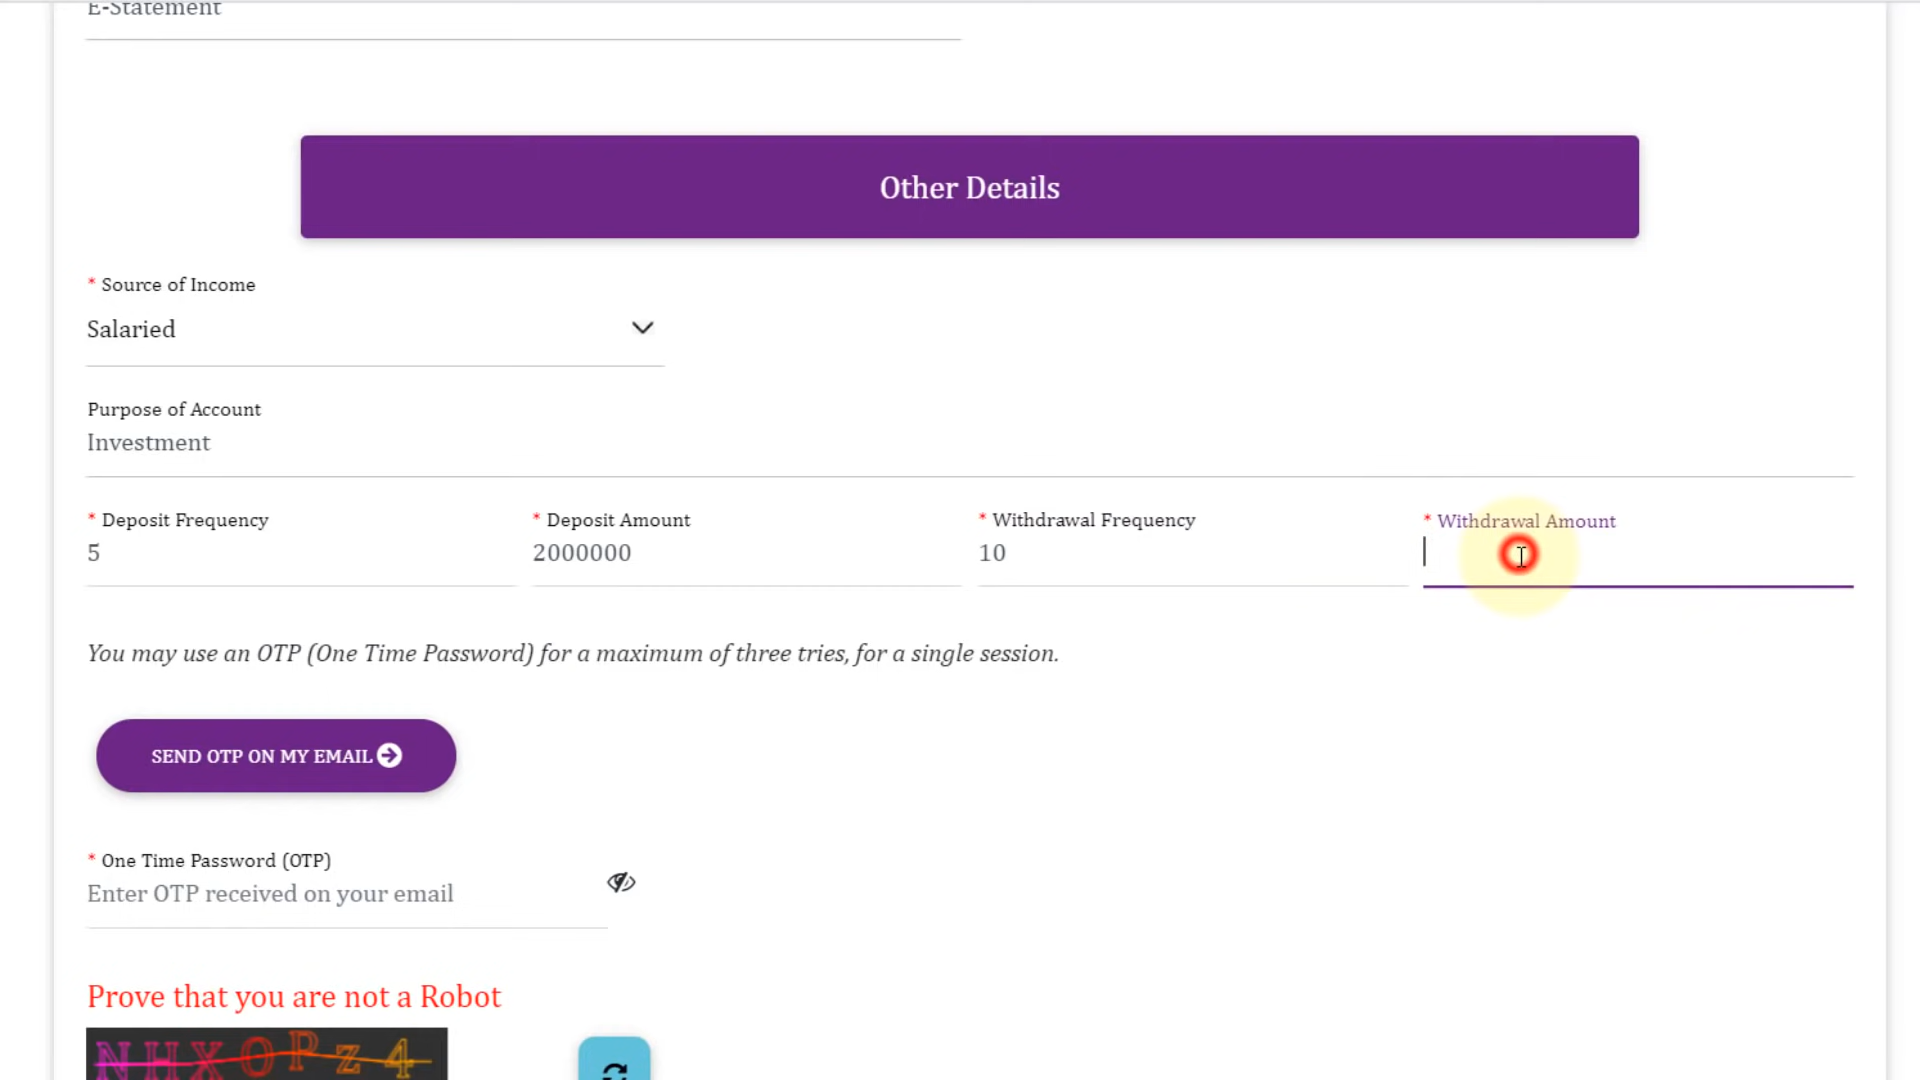 E-Statement
Other Details
* Source of Income
Salaried
Purpose of Account
Investment
* Deposit Frequency
5
* Deposit Amount
2000000
* Withdrawal Frequency
10
* Withdrawal Amount
You may use an OTP (One Time Password) for a maximum of three tries, for a single session.
SEND OTP ON MY EMAIL
* One Time Password (OTP)
Enter OTP received on your email
Prove that you are not a Robot
NHXOPz4